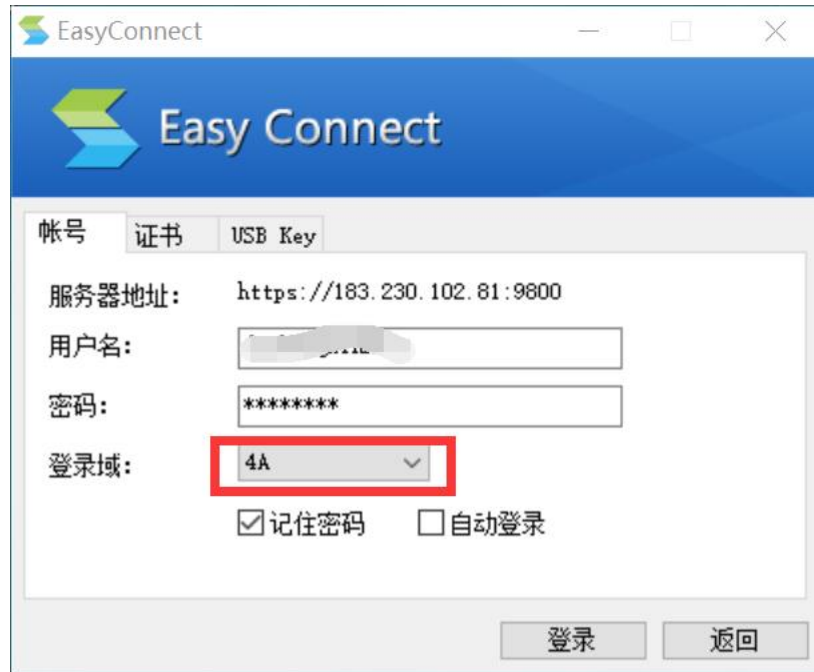 EasyConnect
Easy Connect
帐号 证书 USB Key
服务器地址: https://183.230.102.81:9800
用户名:
密码: ********
登录域: 4A
记住密码 自动登录
登录 返回